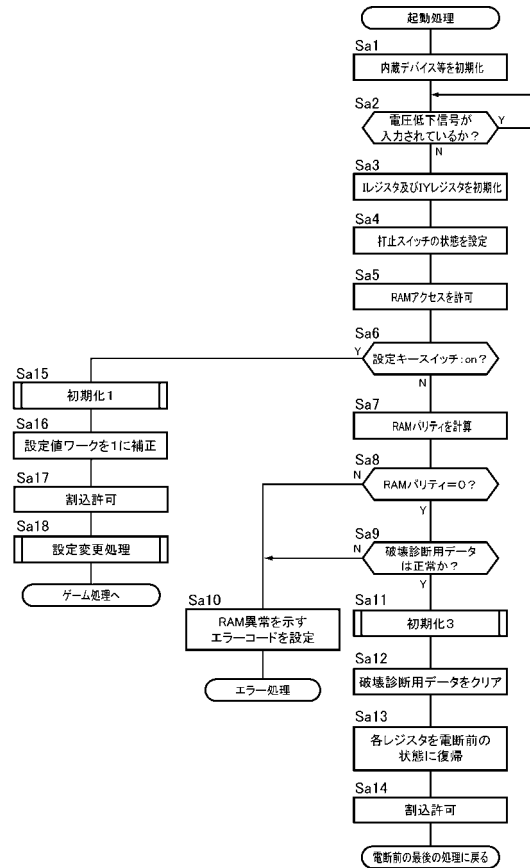 起動処理
Sa1
内蔵デバイス等を初期化
Sa2
電圧低下信号が
入力されているか?
Y
N
Sa3
Iレジスタ及びIYレジスタを初期化
Sa4
打止スイッチの状態を設定
Sa5
RAMアクセスを許可
Sa6
設定キースイッチ:on?
Y
N
Sa15
初期化1
Sa16
設定値ワークを1に補正
Sa17
割込許可
Sa18
設定変更処理
ゲーム処理へ
Sa7
RAMパリティを計算
Sa8
RAMパリティ=0?
N
Y
Sa9
破壊診断用データ
は正常か?
N
Y
Sa10
RAM異常を示す
エラーコードを設定
エラー処理
Sa11
初期化3
Sa12
破壊診断用データをクリア
Sa13
各レジスタを電断前の
状態に復帰
Sa14
割込許可
電断前の最後の処理に戻る